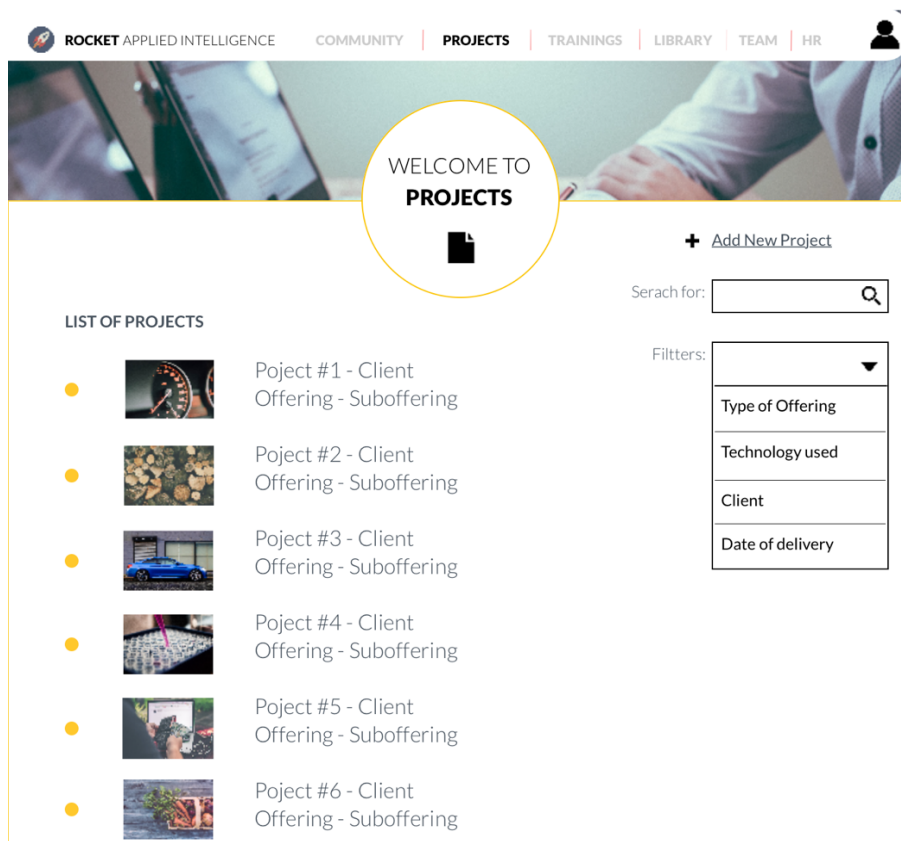 ROCKET APPLIED INTELLIGENCE COMMUNITY PROJECTS TRAININGS LIBRARY TEAM HR
WELCOME TO
PROJECTS
Add New Project
Serach for:
LIST OF PROJECTS
Filtters:
Type of Offering
Technology used
Client
Date of delivery
Poject #1 - Client
Offering - Suboffering
Poject #2 - Client
Offering - Suboffering
Poject #3 - Client
Offering - Suboffering
Poject #4 - Client
Offering - Suboffering
Poject #5 - Client
Offering - Suboffering
Poject #6 - Client
Offering - Suboffering